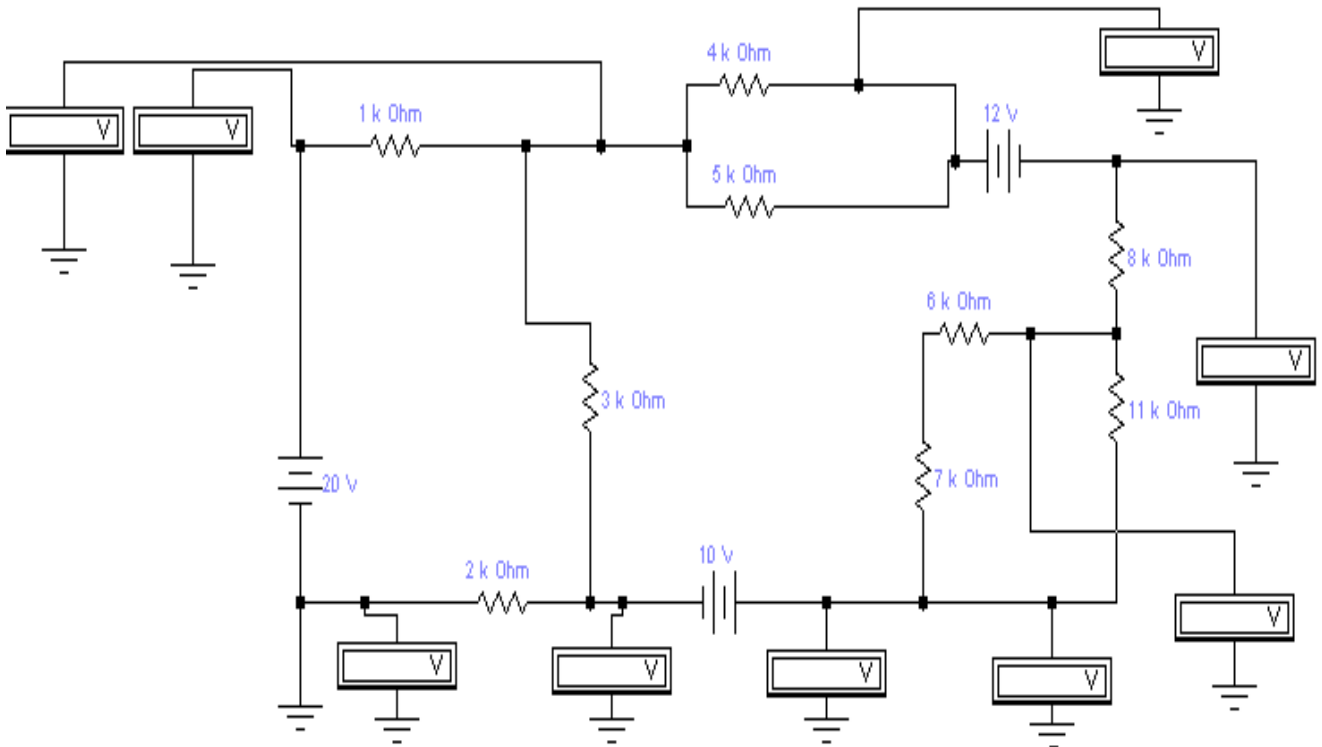 V
4 k Ohm
V
V
1 k Ohm
12 V
5 k Ohm
8 k Ohm
6 k Ohm
V
3 k Ohm
11 k Ohm
20 V
7 k Ohm
10 V
2 k Ohm
V
V
V
V
V